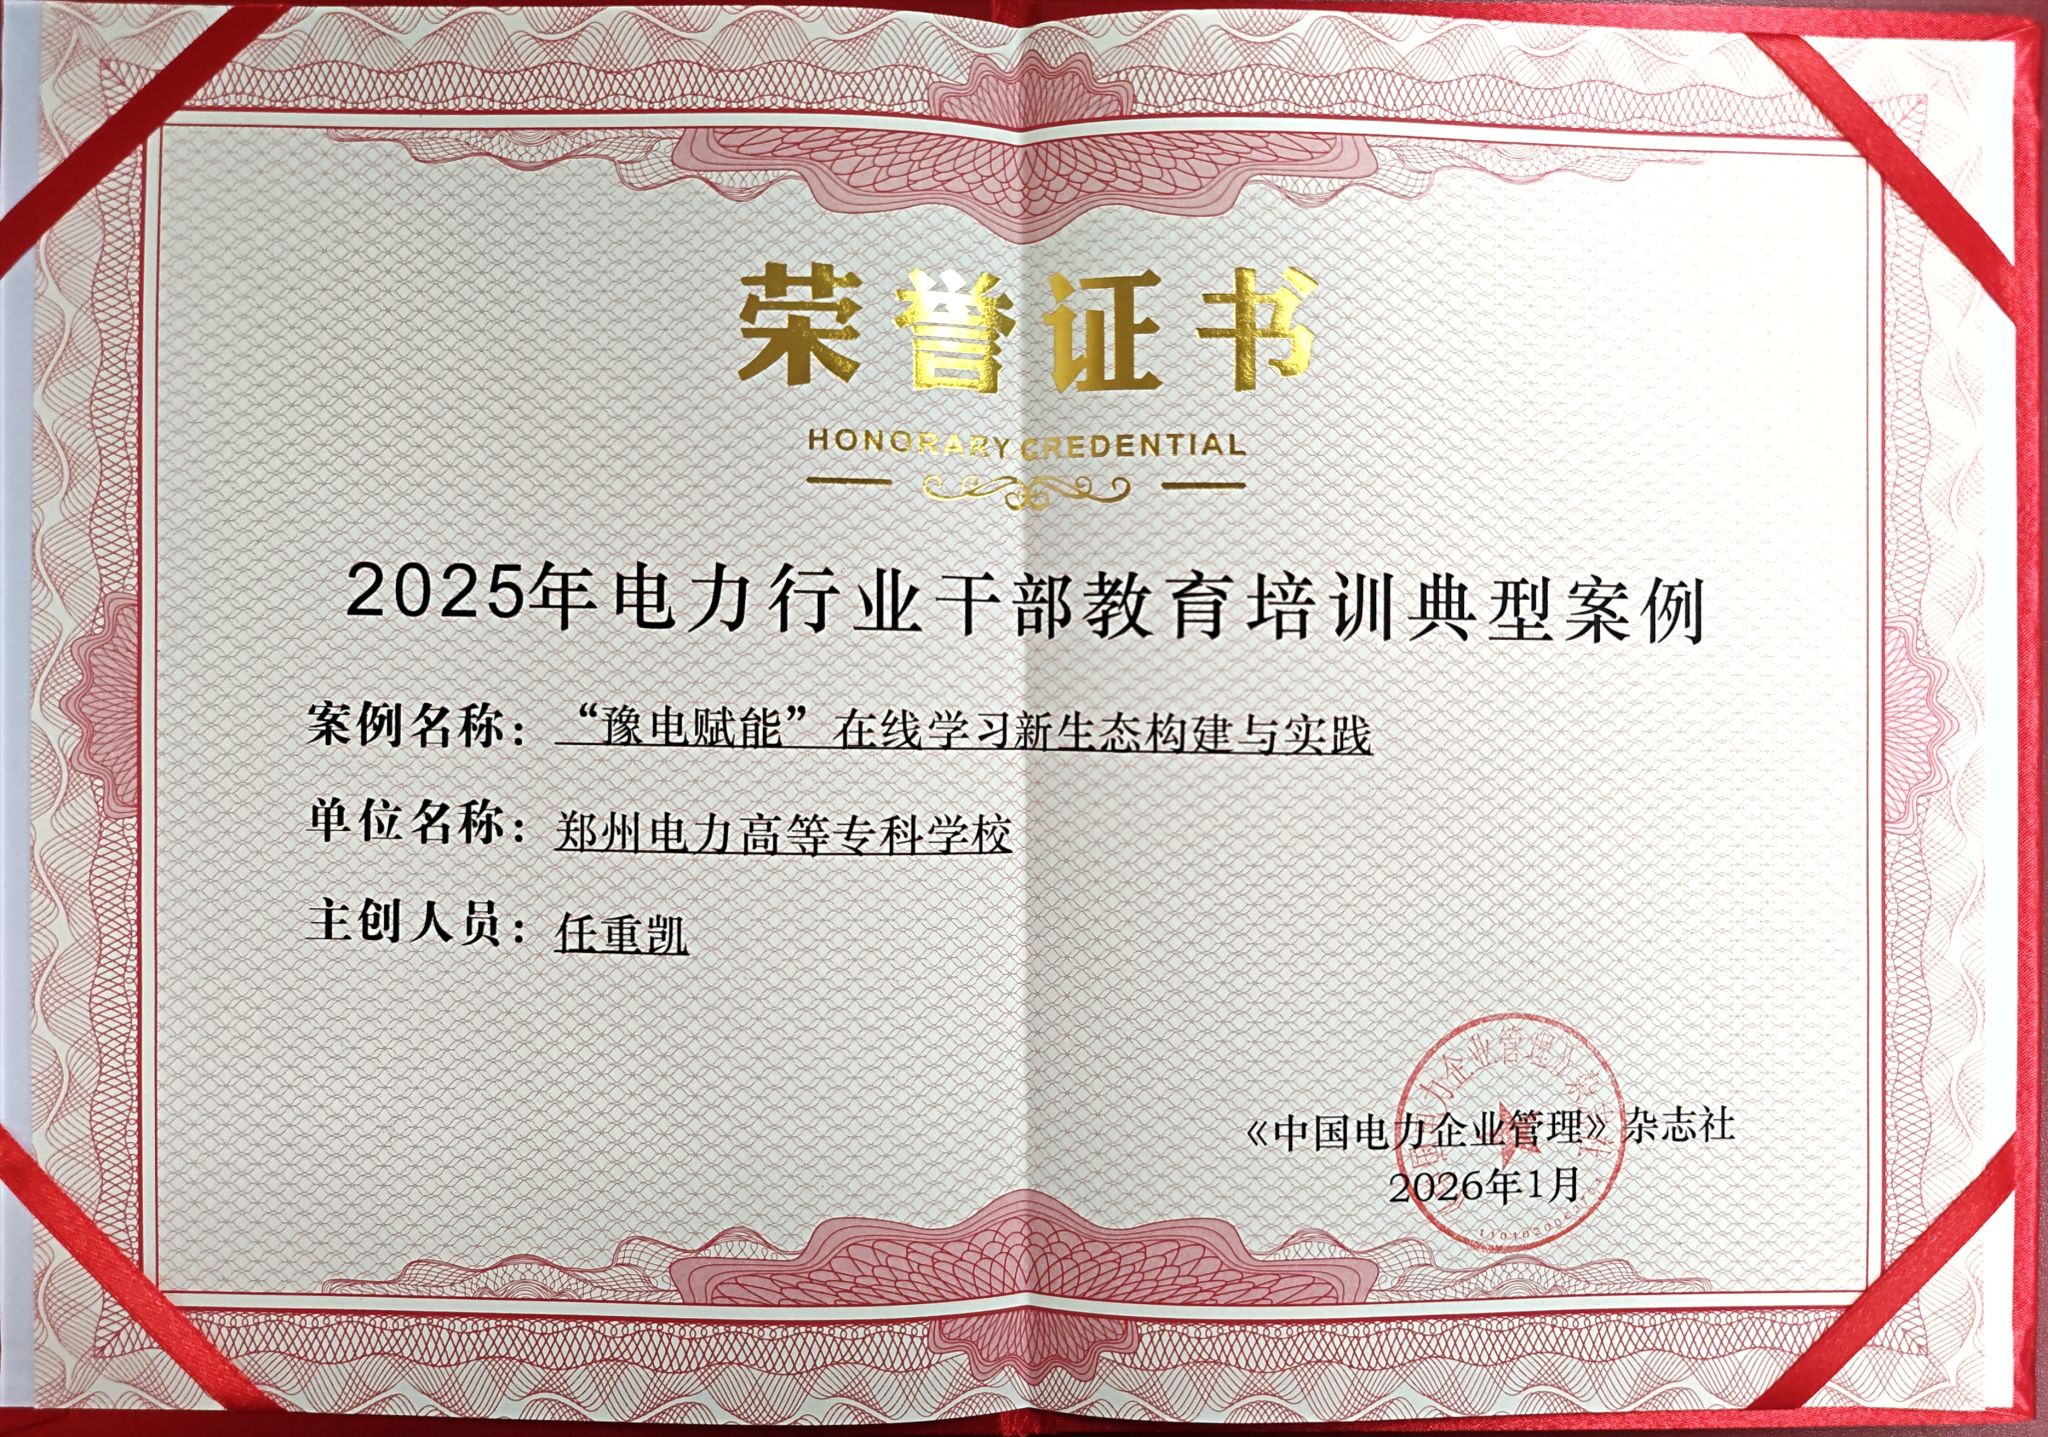 荣誉证书
HONORARY CREDENTIAL
2025年电力行业干部教育培训典型案例
案例名称：“豫电赋能”在线学习新生态构建与实践
单位名称：郑州电力高等专科学校
主创人员：任重凯
《中国电力企业管理》杂志社
2026年1月